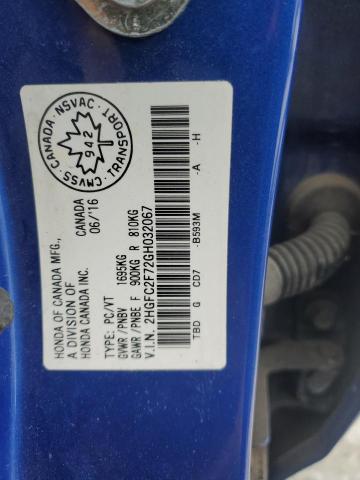 HONDA OF CANADA MFG., CANADA
A DIVISION OF 06/'16
HONDA CANADA INC.
TYPE: PC/VT
GVWR/PNBV 1695KG
GAWR/PNBE F 900KG R 810KG
V.I.N. 2HGFC2F72GH032067
TBD G CD7 -B593M -A -H
CANADA · NSVAC · TRANSPORT · CMVSS
942